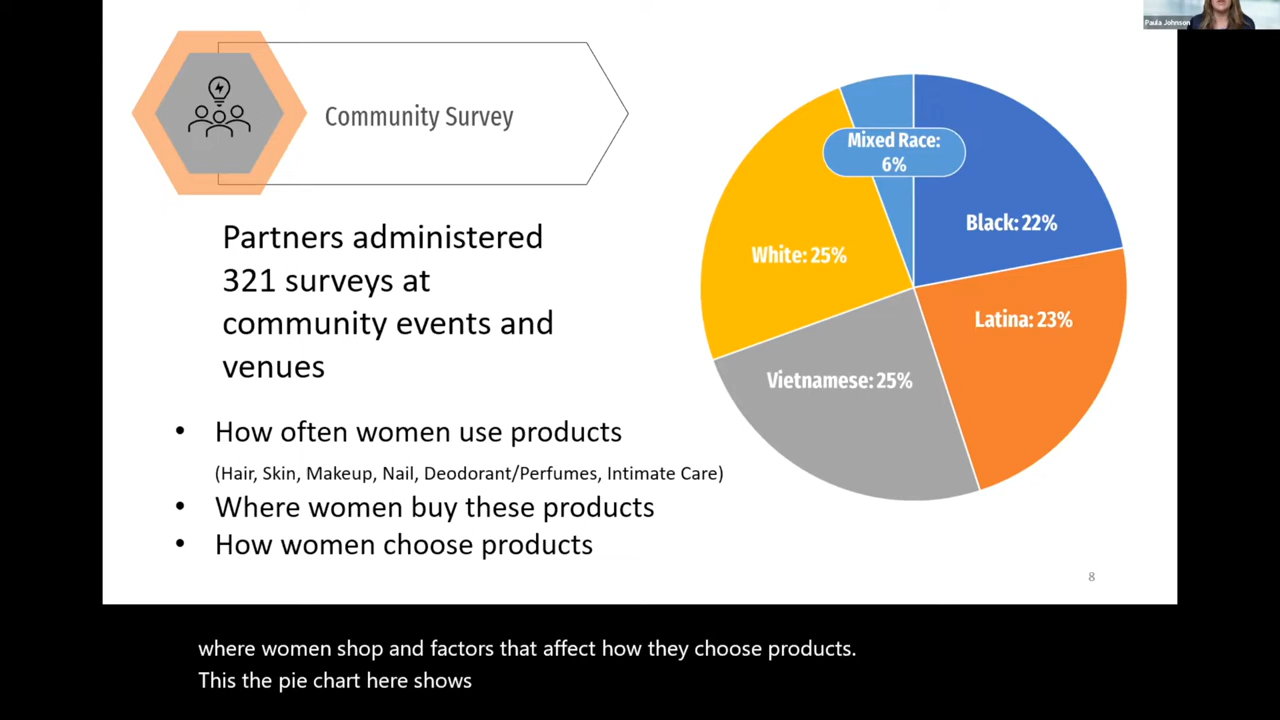 Paula Johnson
Community Survey
Partners administered
321 surveys at
community events and
venues
• How often women use products
(Hair, Skin, Makeup, Nail, Deodorant/Perfumes, Intimate Care)
• Where women buy these products
• How women choose products
Mixed Race:
6%
Black: 22%
White: 25%
Latina: 23%
Vietnamese: 25%
8
where women shop and factors that affect how they choose products.
This the pie chart here shows